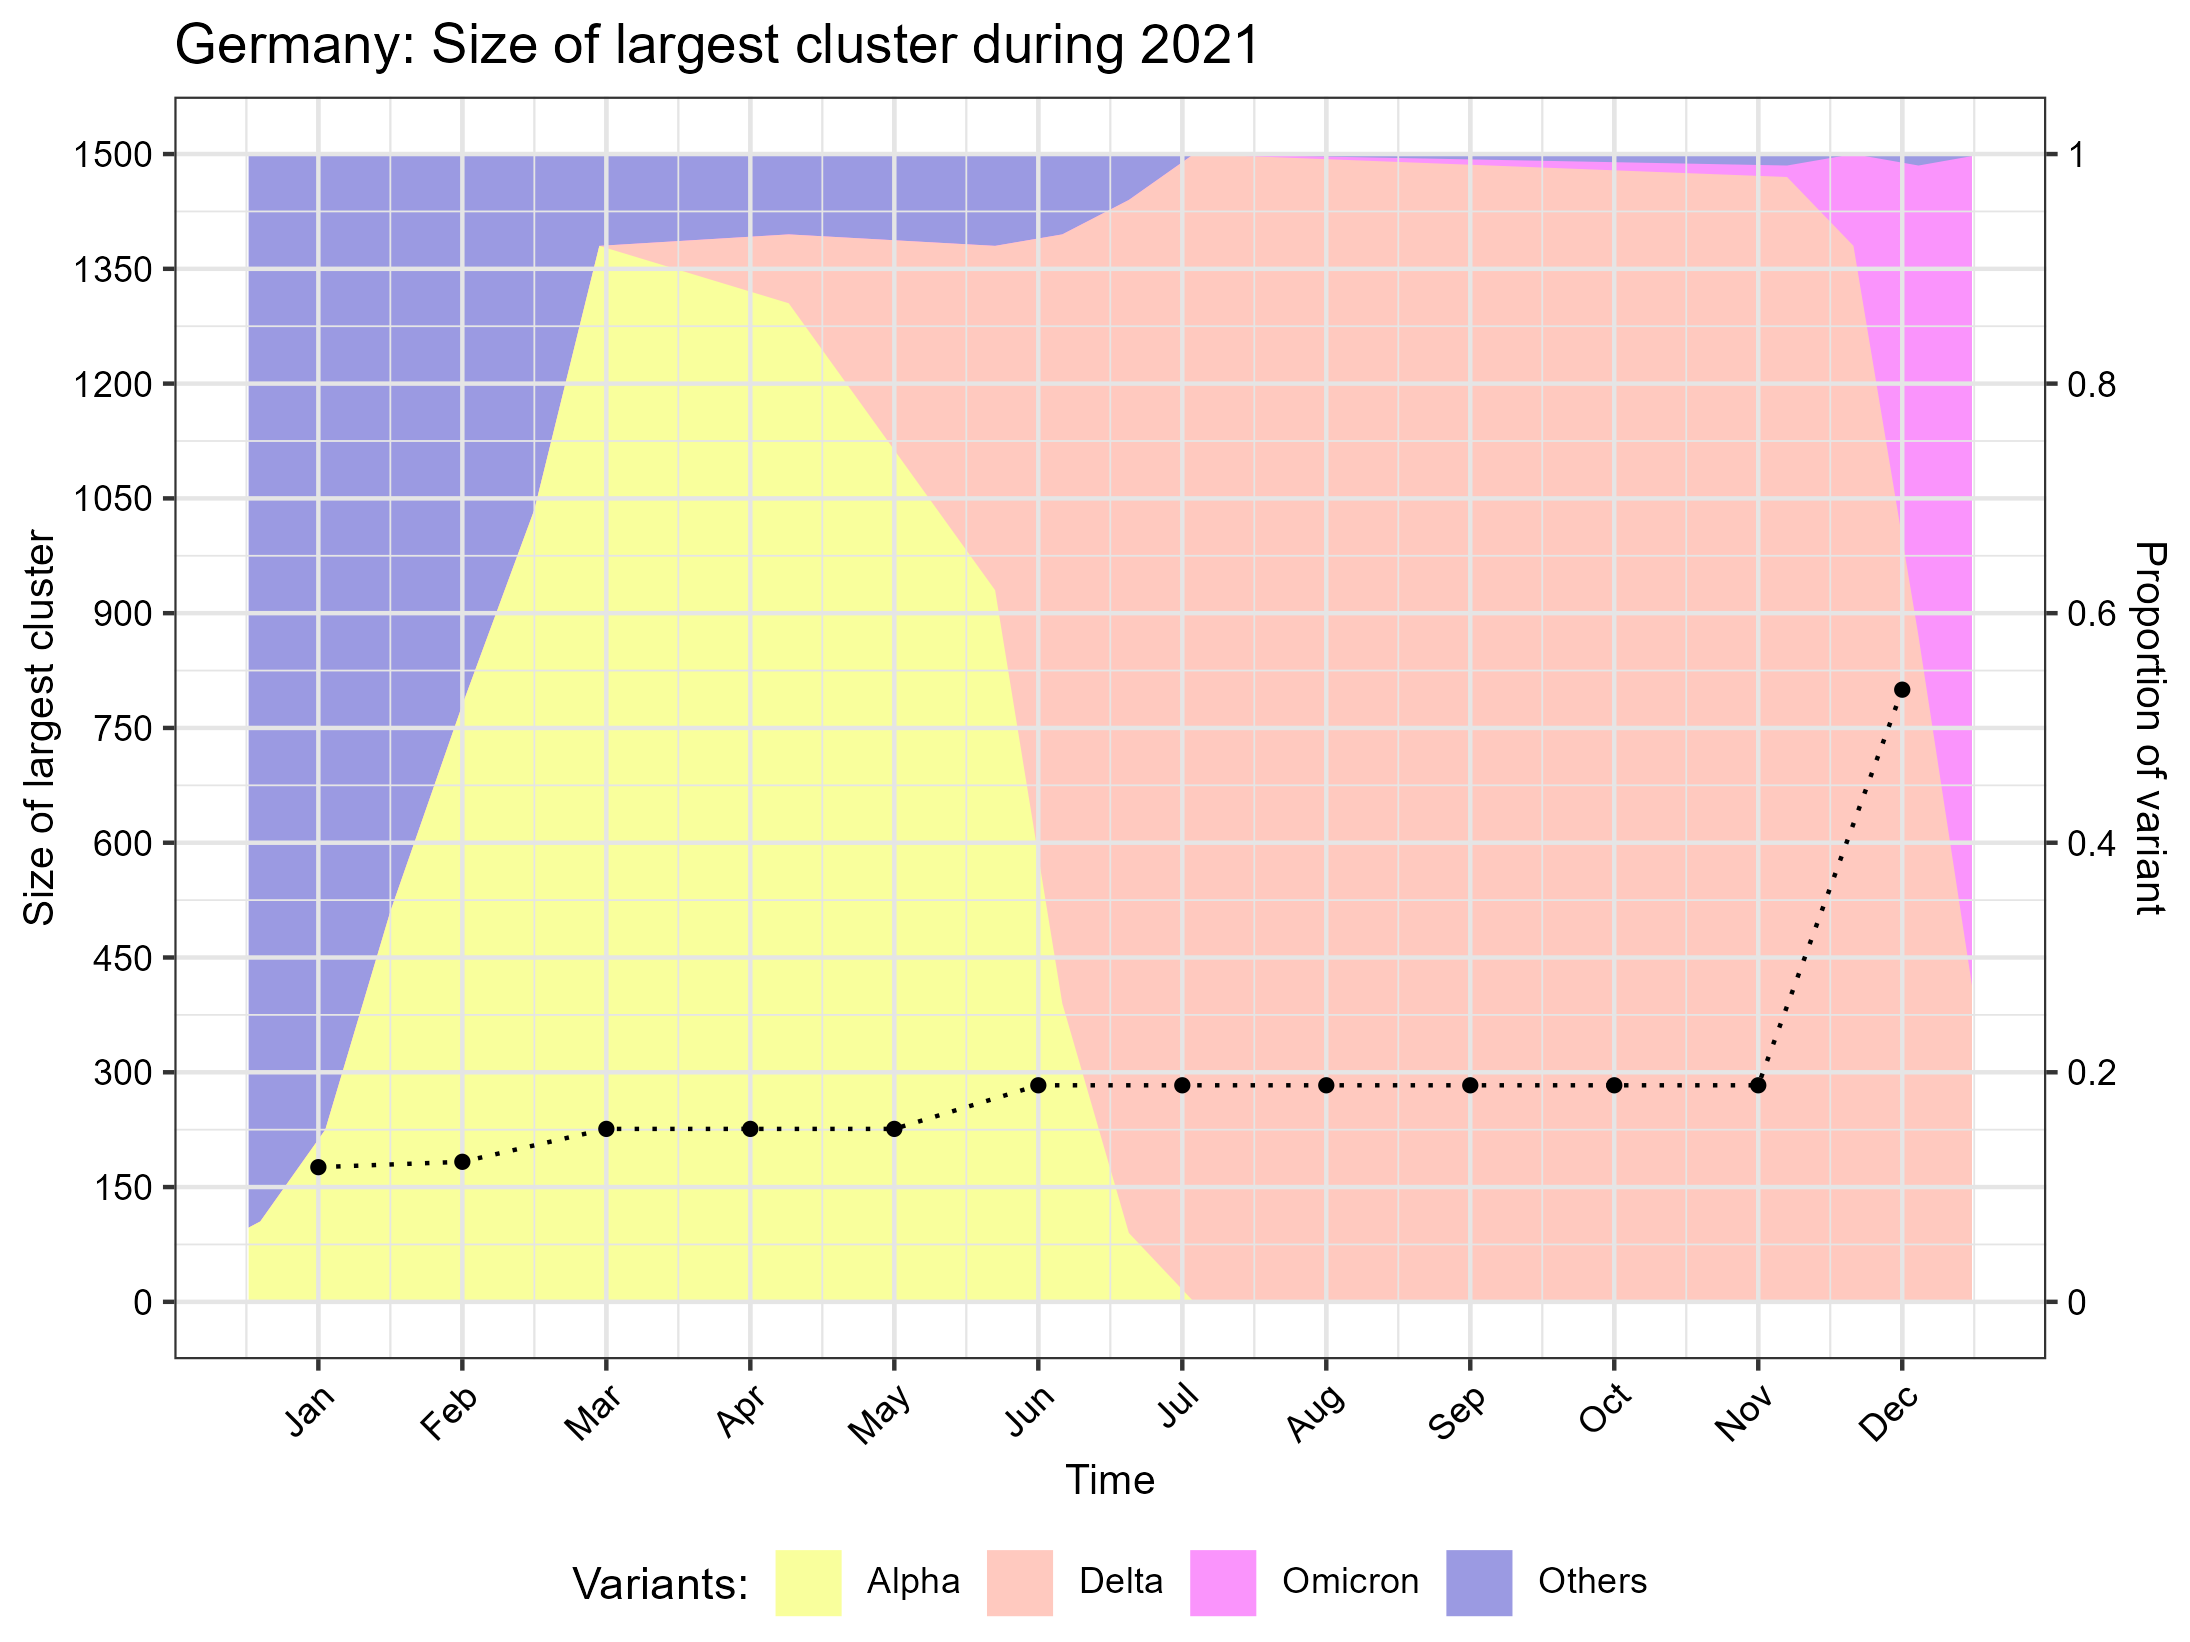 Germany: Size of largest cluster during 2021
1500
1350
1200
1050
900
750
600
450
300
150
0
Size of largest cluster
1
0.8
0.6
0.4
0.2
0
Proportion of variant
Jan Feb Mar Apr May Jun Jul Aug Sep Oct Nov Dec
Time
Variants: Alpha Delta Omicron Others